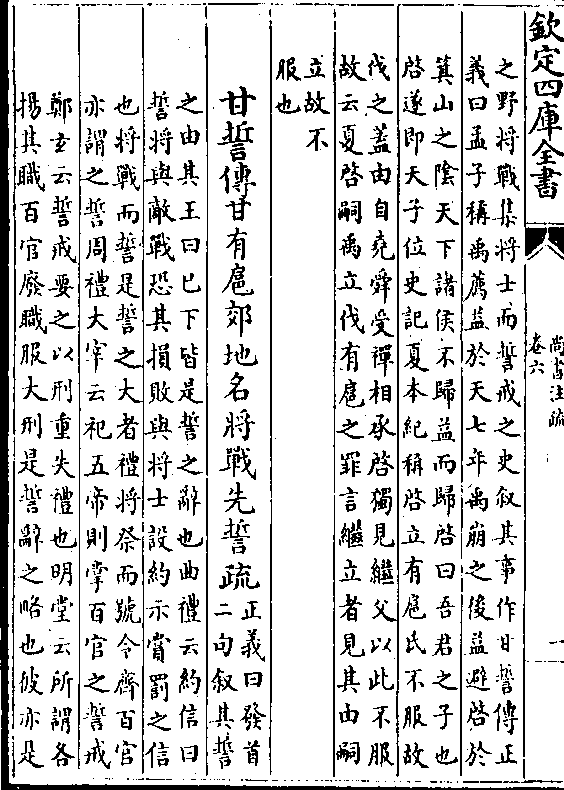 欽定四庫全書
尚書注疏
卷六
一
之野將戰集將士而誓戒之史叙其事作甘誓傳正
義曰孟子稱禹薦益於天七年禹崩之後益避啓於
箕山之陰天下諸侯不歸益而歸啓曰吾君之子也
啓遂即天子位史記夏本紀稱啓立有扈氏不服故
伐之蓋由自堯舜受禪相承啓獨見繼父以此不服
故云夏啓嗣禹立伐有扈之罪言繼立者見其由嗣
立故不
服也
甘誓傳甘有扈郊地名將戰先誓疏正義曰發首
二句叙其誓
之由其王曰已下皆是誓之辭也曲禮云約信曰
誓將與敵戰恐其損敗與將士設約示賞罰之信
也將戰而誓是誓之大者禮將祭而號令齊百官
亦謂之誓周禮大宰云祀五帝則掌百官之誓戒
鄭玄云誓戒要之以刑重失禮也明堂云所謂各
揚其職百官廢職服大刑是誓辭之略也彼亦是